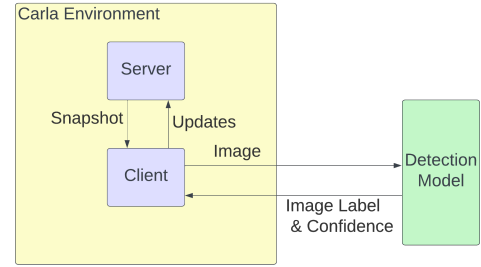 Carla Environment
Server
Snapshot
Updates
Client
Image
Detection
Model
Image Label
& Confidence